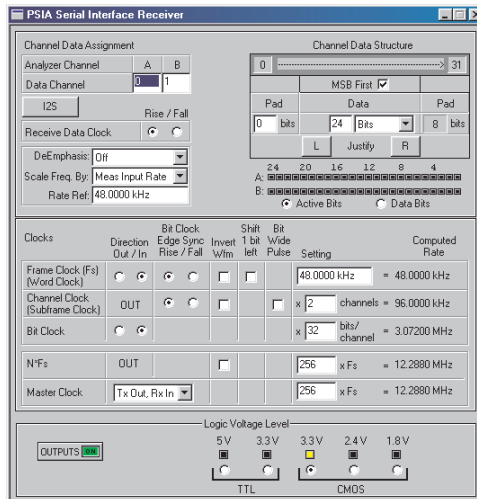 PSIA Serial Interface Receiver
Channel Data Assignment
Analyzer Channel A B
Data Channel 0 1
I2S Rise / Fall
Receive Data Clock
DeEmphasis: Off
Scale Freq. By: Meas Input Rate
Rate Ref: 48.0000 kHz
Channel Data Structure
0 31
MSB First
Pad Data Pad
0 bits 24 Bits 8 bits
L Justify R
24 20 16 12 8 4
A:
B:
Active Bits Data Bits
Clocks Direction Out / In Bit Clock Edge Sync Rise / Fall Invert Wfm Shift 1 bit left Bit Wide Pulse Setting Computed Rate
Frame Clock (Fs) (Word Clock) 48.0000 kHz = 48.0000 kHz
Channel Clock (Subframe Clock) OUT x 2 channels = 96.0000 kHz
Bit Clock x 32 bits/ channel = 3.07200 MHz
N*Fs OUT 256 x Fs = 12.2880 MHz
Master Clock Tx Out, Rx In 256 x Fs = 12.2880 MHz
Logic Voltage Level
OUTPUTS ON 5 V 3.3 V 3.3 V 2.4 V 1.8 V
TTL CMOS